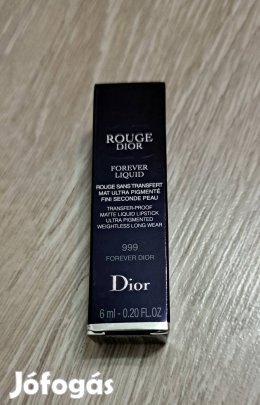 ROUGE
DIOR
FOREVER
LIQUID
ROUGE SANS TRANSFERT
MAT ULTRA PIGMENTÉ
FINI SECONDE PEAU
TRANSFER-PROOF
MATTE LIQUID LIPSTICK
ULTRA PIGMENTED
WEIGHTLESS LONG WEAR
999
FOREVER DIOR
Dior
6 ml - 0.20 FL.OZ
Jófogás